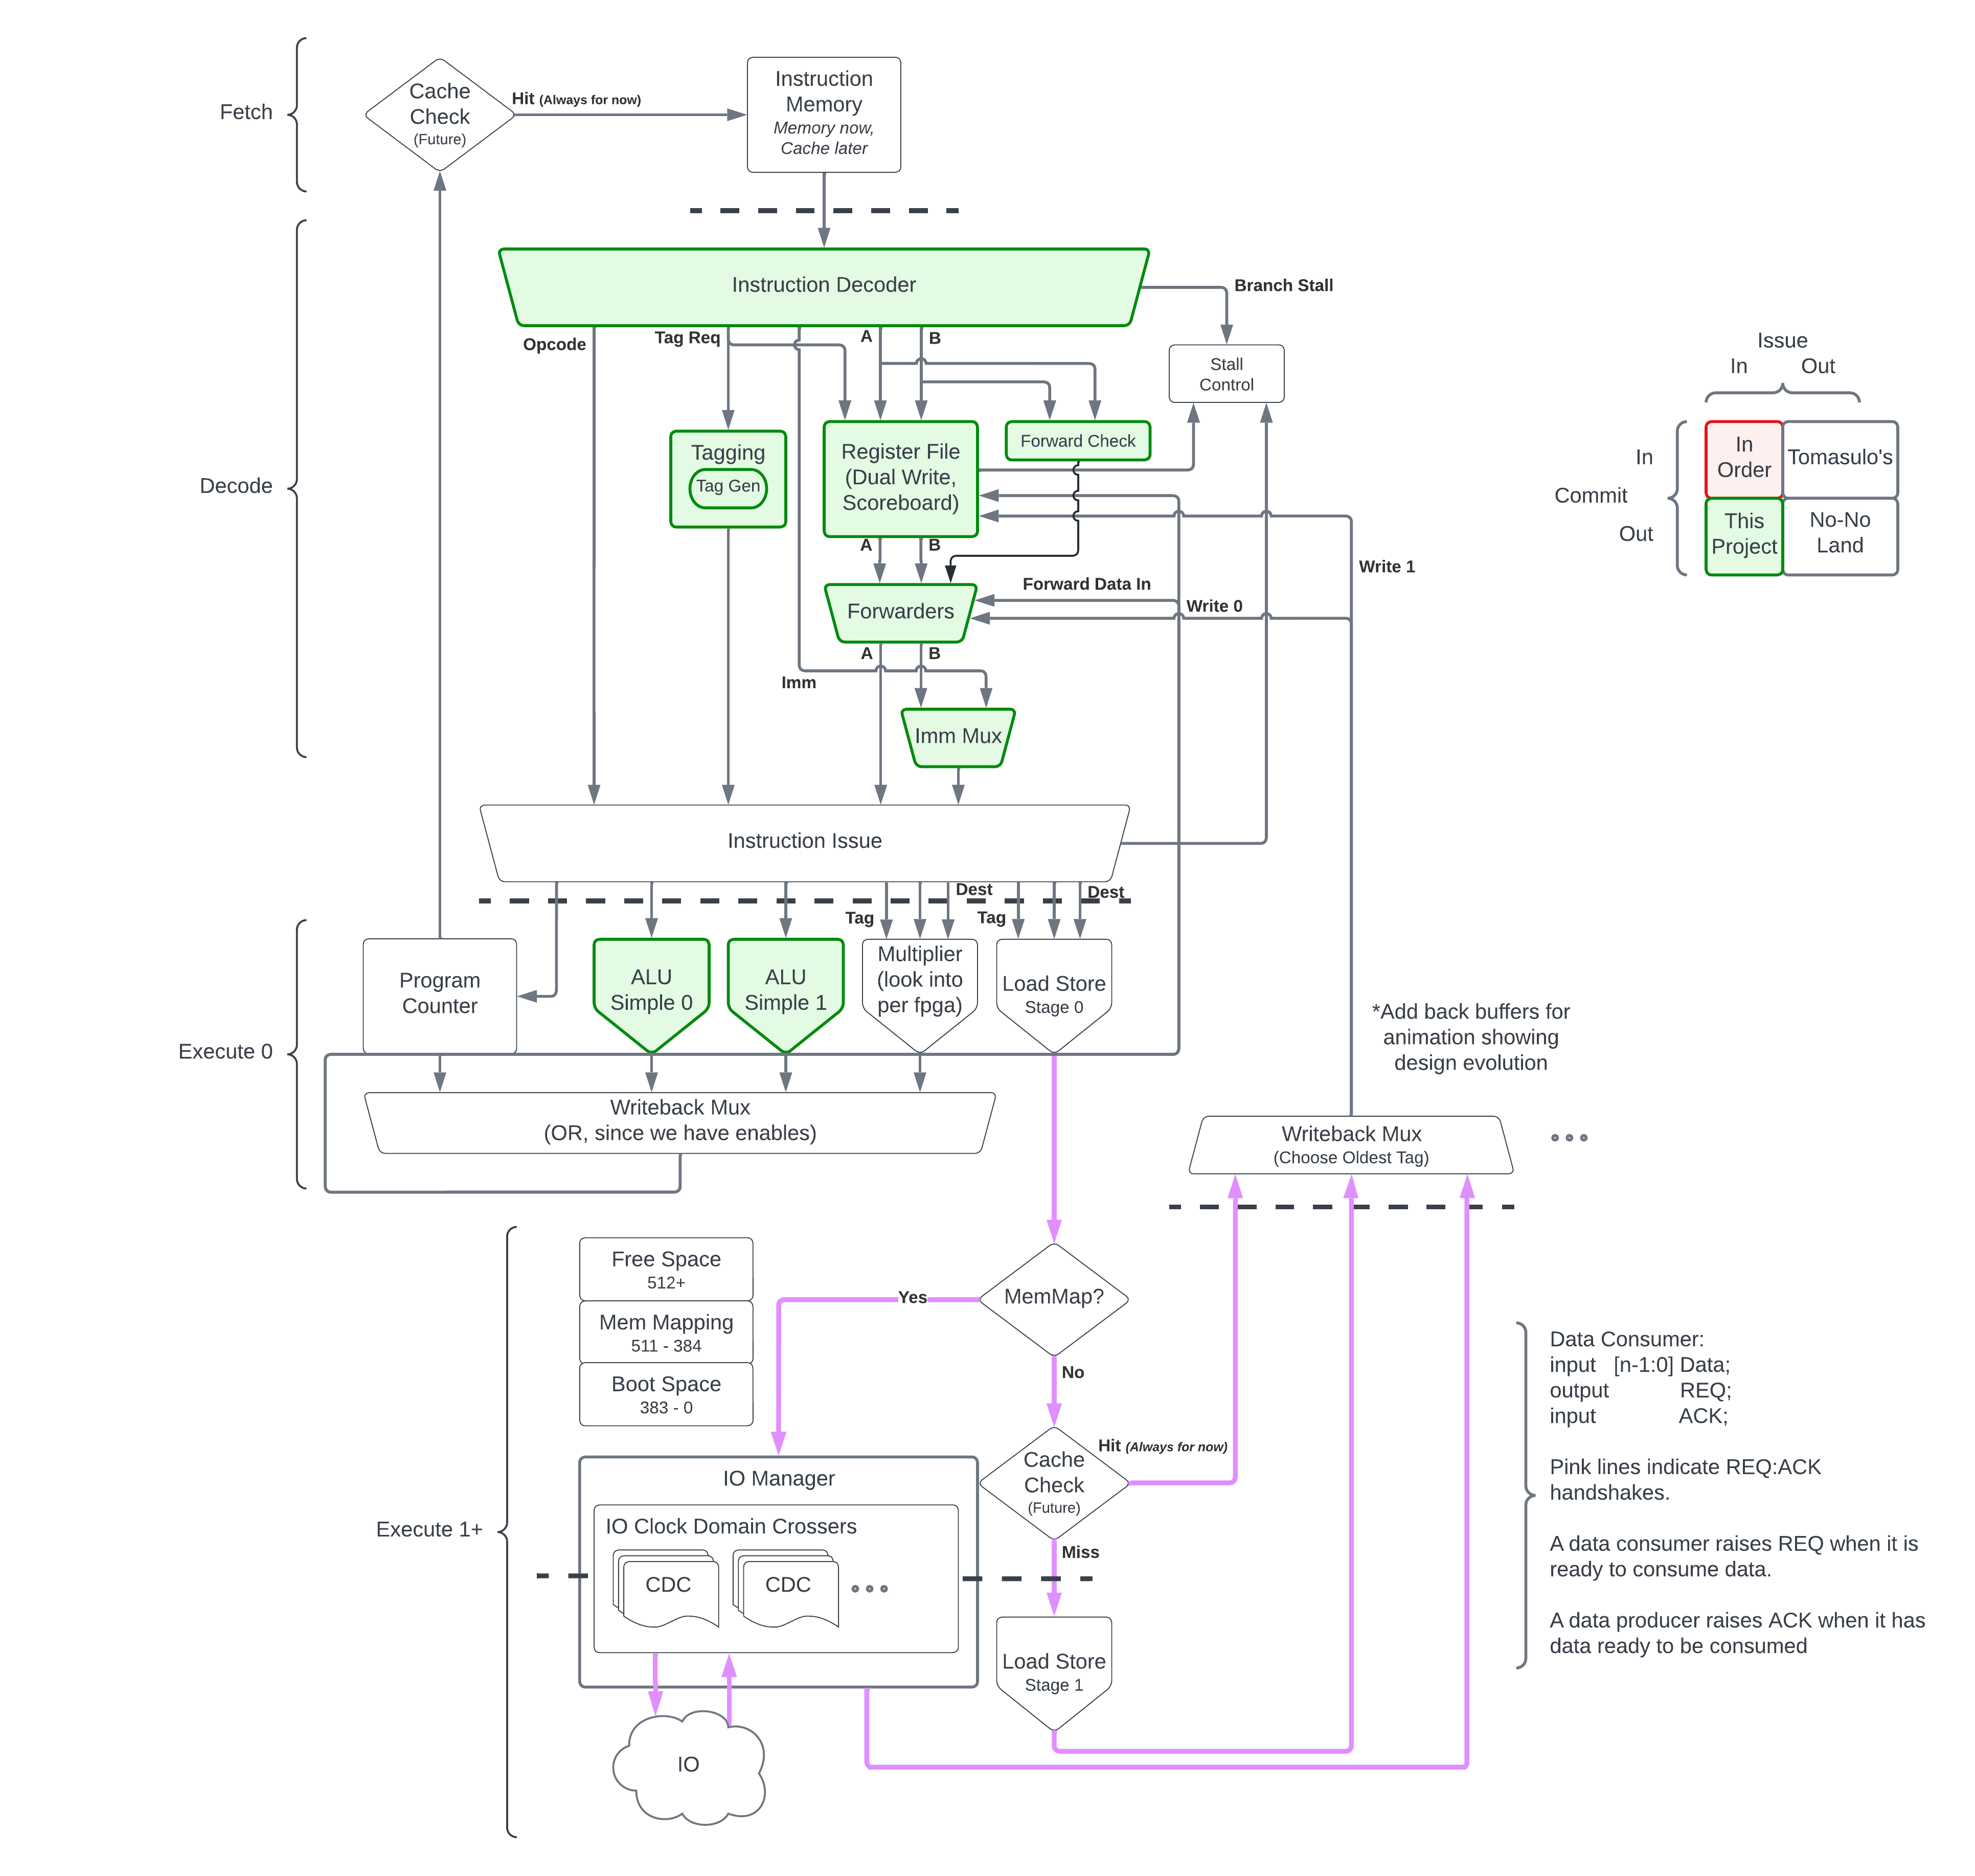 Fetch
Cache
Check
(Future)
Hit (Always for now)
Instruction
Memory
Memory now,
Cache later
Decode
Instruction Decoder
Branch Stall
Opcode
Tag Req
A
B
Stall
Control
Tagging
Tag Gen
Register File
(Dual Write,
Scoreboard)
Forward Check
A
B
Forward Data In
Write 0
Write 1
Forwarders
A
B
Imm
Imm Mux
Instruction Issue
Issue
In
Out
In
Commit
Out
In
Order
Tomasulo's
This
Project
No-No
Land
Dest
Dest
Tag
Tag
Execute 0
Program
Counter
ALU
Simple 0
ALU
Simple 1
Multiplier
(look into
per fpga)
Load Store
Stage 0
*Add back buffers for
animation showing
design evolution
Writeback Mux
(OR, since we have enables)
Writeback Mux
(Choose Oldest Tag)
Execute 1+
Free Space
512+
Mem Mapping
511 - 384
Boot Space
383 - 0
Yes
MemMap?
No
Hit (Always for now)
Cache
Check
(Future)
Miss
IO Manager
IO Clock Domain Crossers
CDC
CDC
Load Store
Stage 1
IO
Data Consumer:
input [n-1:0] Data;
output REQ;
input ACK;
Pink lines indicate REQ:ACK
handshakes.
A data consumer raises REQ when it is
ready to consume data.
A data producer raises ACK when it has
data ready to be consumed